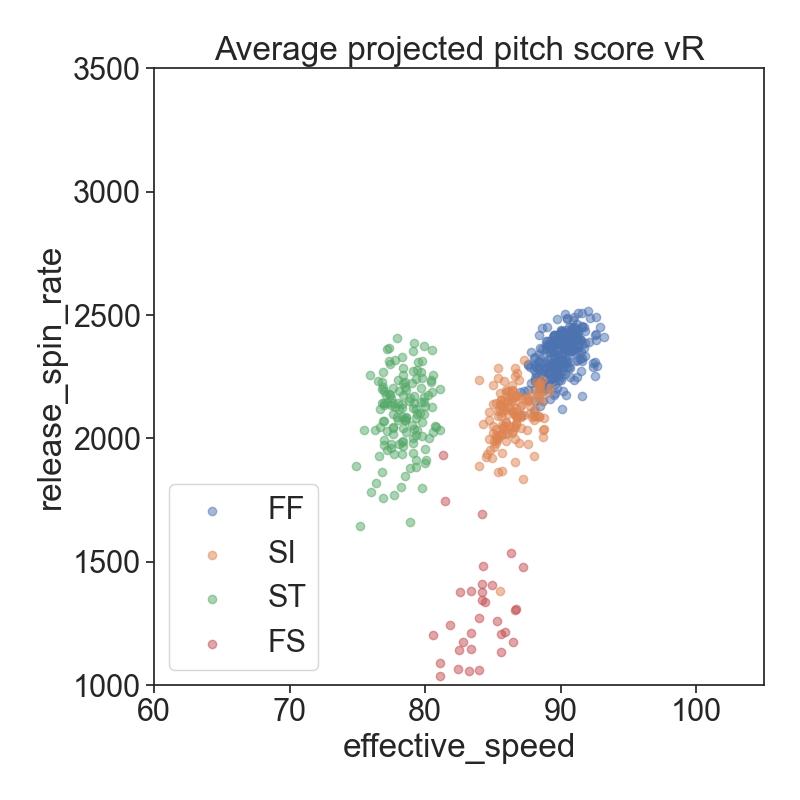 Average projected pitch score vR
3500
3000
2500
2000
1500
1000
release_spin_rate
FF
SI
ST
FS
60 70 80 90 100
effective_speed